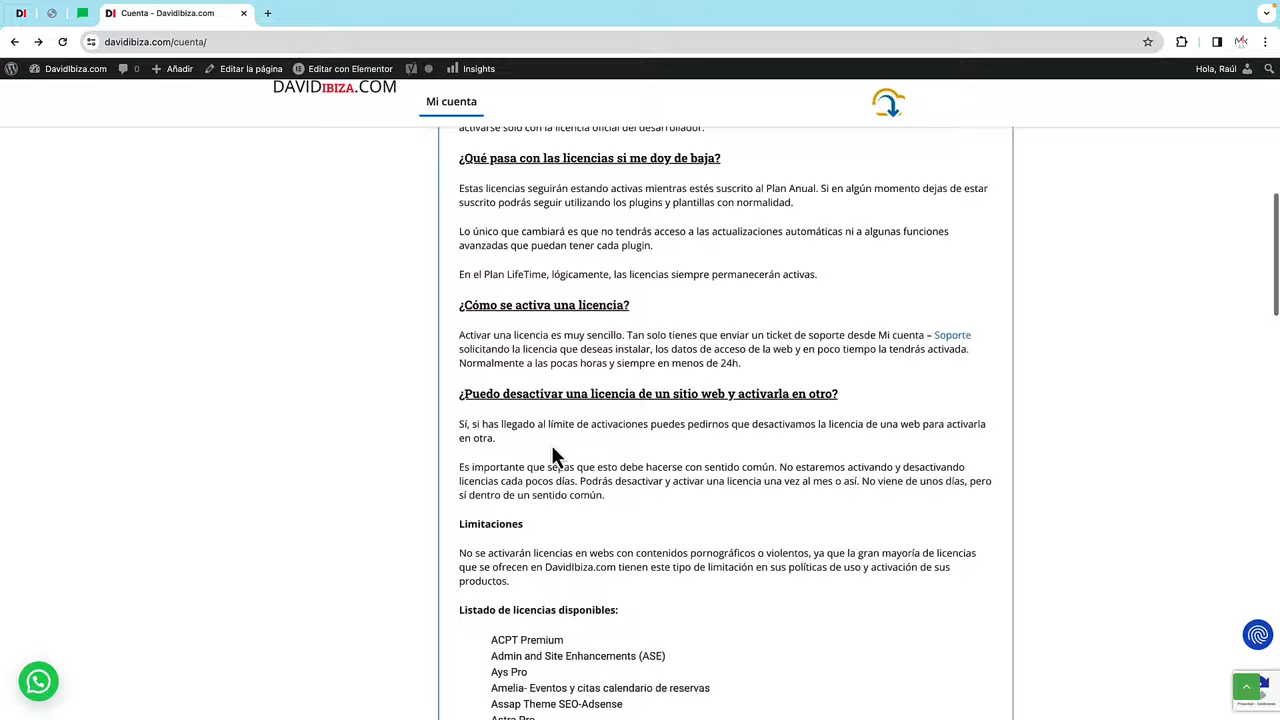 DI
DI Cuenta - DavidIbiza.com
davidibiza.com/cuenta/
DavidIbiza.com 0 Añadir Editar la página Editar con Elementor Insights Hola, Raúl
DAVIDIBIZA.COM
Mi cuenta
activarse solo con la licencia oficial del desarrollador.
¿Qué pasa con las licencias si me doy de baja?
Estas licencias seguirán estando activas mientras estés suscrito al Plan Anual. Si en algún momento dejas de estar
suscrito podrás seguir utilizando los plugins y plantillas con normalidad.
Lo único que cambiará es que no tendrás acceso a las actualizaciones automáticas ni a algunas funciones
avanzadas que puedan tener cada plugin.
En el Plan LifeTime, lógicamente, las licencias siempre permanecerán activas.
¿Cómo se activa una licencia?
Activar una licencia es muy sencillo. Tan solo tienes que enviar un ticket de soporte desde Mi cuenta – Soporte
solicitando la licencia que deseas instalar, los datos de acceso de la web y en poco tiempo la tendrás activada.
Normalmente a las pocas horas y siempre en menos de 24h.
¿Puedo desactivar una licencia de un sitio web y activarla en otro?
Sí, si has llegado al límite de activaciones puedes pedirnos que desactivamos la licencia de una web para activarla
en otra.
Es importante que sepas que esto debe hacerse con sentido común. No estaremos activando y desactivando
licencias cada pocos días. Podrás desactivar y activar una licencia una vez al mes o así. No viene de unos días, pero
sí dentro de un sentido común.
Limitaciones
No se activarán licencias en webs con contenidos pornográficos o violentos, ya que la gran mayoría de licencias
que se ofrecen en DavidIbiza.com tienen este tipo de limitación en sus políticas de uso y activación de sus
productos.
Listado de licencias disponibles:
ACPT Premium
Admin and Site Enhancements (ASE)
Ays Pro
Amelia- Eventos y citas calendario de reservas
Assap Theme SEO-Adsense
Astra Pro
Privacidad - Condiciones